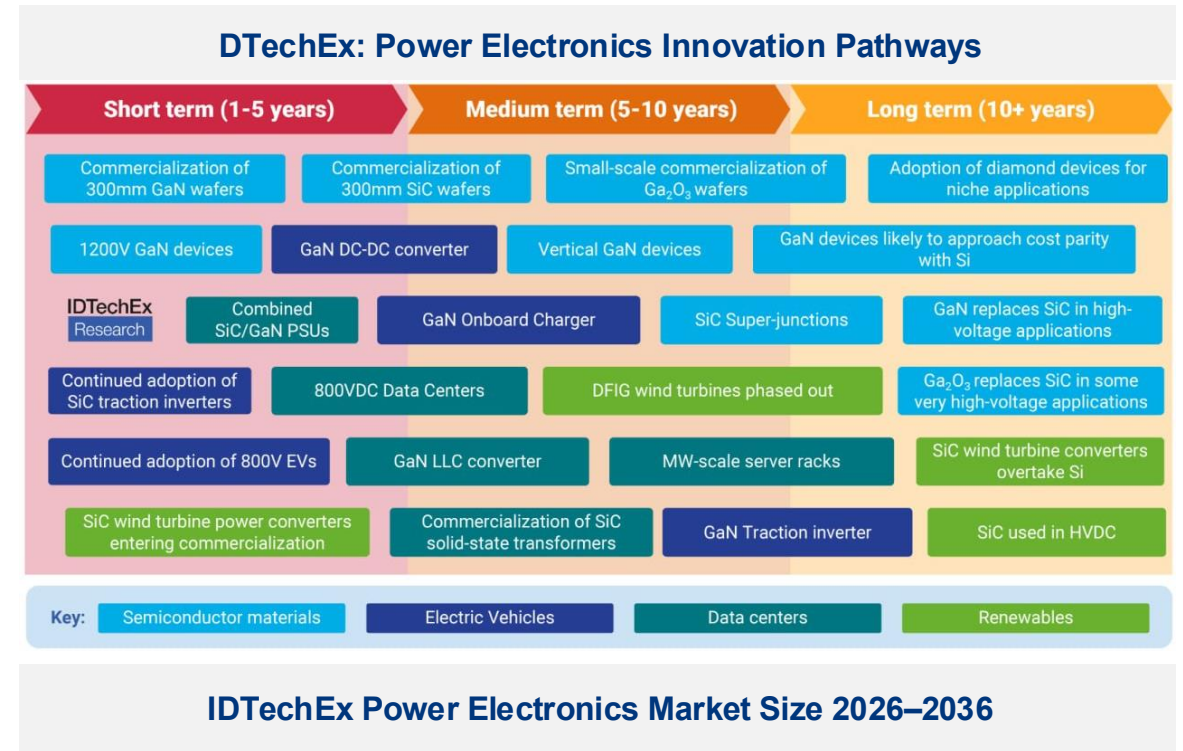 DTechEx: Power Electronics Innovation Pathways
Short term (1-5 years)
Medium term (5-10 years)
Long term (10+ years)
Commercialization of
300mm GaN wafers
Commercialization of
300mm SiC wafers
Small-scale commercialization of
Ga₂O₃ wafers
Adoption of diamond devices for
niche applications
1200V GaN devices
GaN DC-DC converter
Vertical GaN devices
GaN devices likely to approach cost parity
with Si
IDTechEx
Research
Combined
SiC/GaN PSUs
GaN Onboard Charger
SiC Super-junctions
GaN replaces SiC in high-
voltage applications
Continued adoption of
SiC traction inverters
800VDC Data Centers
DFIG wind turbines phased out
Ga₂O₃ replaces SiC in some
very high-voltage applications
Continued adoption of 800V EVs
GaN LLC converter
MW-scale server racks
SiC wind turbine converters
overtake Si
SiC wind turbine power converters
entering commercialization
Commercialization of SiC
solid-state transformers
GaN Traction inverter
SiC used in HVDC
Key:
Semiconductor materials
Electric Vehicles
Data centers
Renewables
IDTechEx Power Electronics Market Size 2026–2036